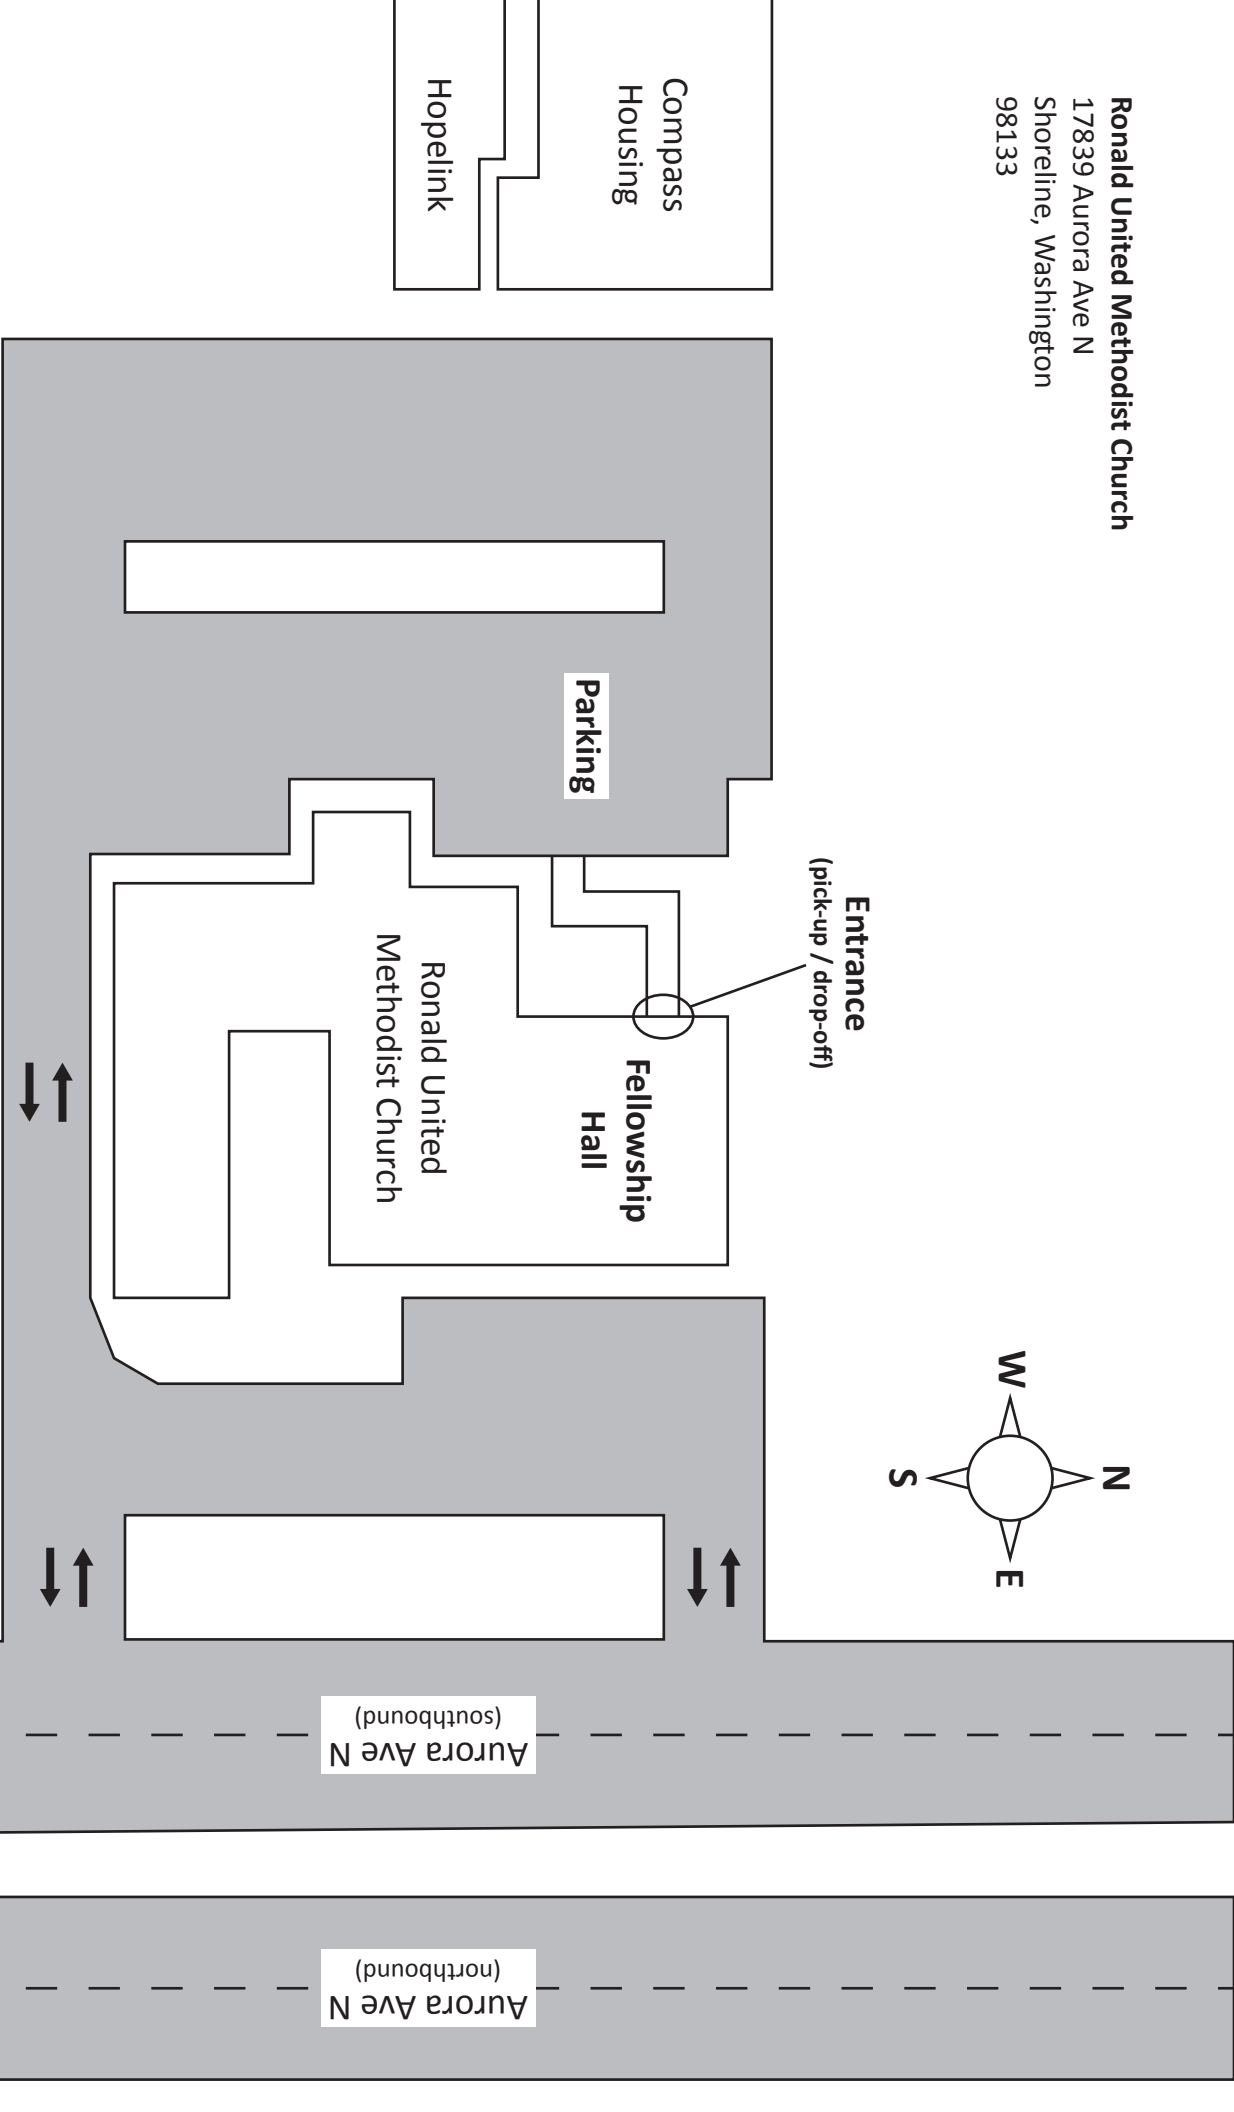 Ronald United Methodist Church
17839 Aurora Ave N
Shoreline, Washington
98133
Compass
Housing
Hopelink
Parking
Entrance
(pick-up / drop-off)
Fellowship
Hall
Ronald United
Methodist Church
N
W
E
S
Aurora Ave N
(southbound)
Aurora Ave N
(northbound)